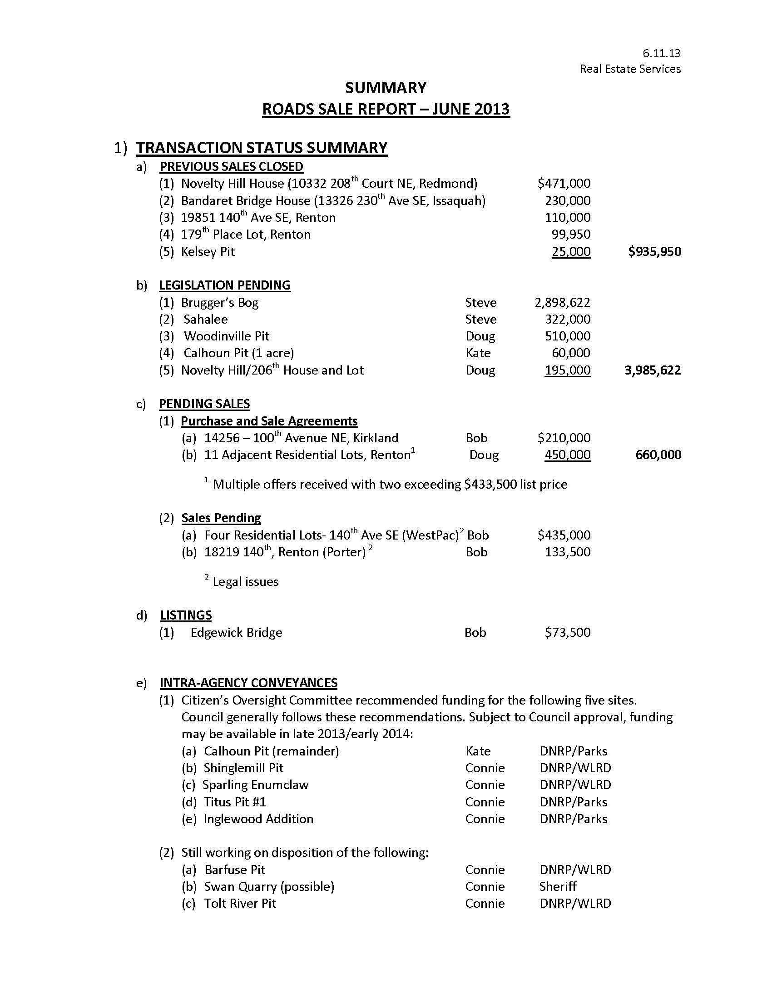 6.11.13
Real Estate Services
SUMMARY
ROADS SALE REPORT – JUNE 2013
1) TRANSACTION STATUS SUMMARY
a) PREVIOUS SALES CLOSED
(1) Novelty Hill House (10332 208th Court NE, Redmond) $471,000
(2) Bandaret Bridge House (13326 230th Ave SE, Issaquah) 230,000
(3) 19851 140th Ave SE, Renton 110,000
(4) 179th Place Lot, Renton 99,950
(5) Kelsey Pit 25,000 $935,950
b) LEGISLATION PENDING
(1) Brugger’s Bog Steve 2,898,622
(2) Sahalee Steve 322,000
(3) Woodinville Pit Doug 510,000
(4) Calhoun Pit (1 acre) Kate 60,000
(5) Novelty Hill/206th House and Lot Doug 195,000 3,985,622
c) PENDING SALES
(1) Purchase and Sale Agreements
(a) 14256 – 100th Avenue NE, Kirkland Bob $210,000
(b) 11 Adjacent Residential Lots, Renton1 Doug 450,000 660,000
1 Multiple offers received with two exceeding $433,500 list price
(2) Sales Pending
(a) Four Residential Lots- 140th Ave SE (WestPac)2 Bob $435,000
(b) 18219 140th, Renton (Porter) 2 Bob 133,500
2 Legal issues
d) LISTINGS
(1) Edgewick Bridge Bob $73,500
e) INTRA-AGENCY CONVEYANCES
(1) Citizen’s Oversight Committee recommended funding for the following five sites.
Council generally follows these recommendations. Subject to Council approval, funding
may be available in late 2013/early 2014:
(a) Calhoun Pit (remainder) Kate DNRP/Parks
(b) Shinglemill Pit Connie DNRP/WLRD
(c) Sparling Enumclaw Connie DNRP/WLRD
(d) Titus Pit #1 Connie DNRP/Parks
(e) Inglewood Addition Connie DNRP/Parks
(2) Still working on disposition of the following:
(a) Barfuse Pit Connie DNRP/WLRD
(b) Swan Quarry (possible) Connie Sheriff
(c) Tolt River Pit Connie DNRP/WLRD